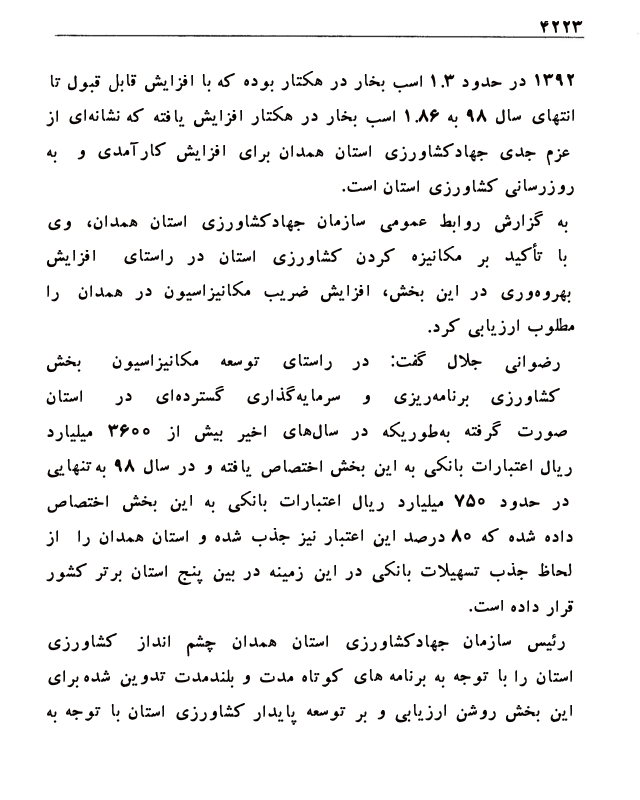 ۴۲۲۳
۱۳۹۲ در حدود ۱.۳ اسب بخار در هکتار بوده که با افزایش قابل قبول تا
انتهای سال ۹۸ به ۱.۸۶ اسب بخار در هکتار افزایش یافته که نشانه‌ای از
عزم جدی جهادکشاورزی استان همدان برای افزایش کارآمدی و به
روزرسانی کشاورزی استان است.
به گزارش روابط عمومی سازمان جهادکشاورزی استان همدان، وی
با تأکید بر مکانیزه کردن کشاورزی استان در راستای افزایش
بهروه‌وری در این بخش، افزایش ضریب مکانیزاسیون در همدان را
مطلوب ارزیابی کرد.
رضوانی جلال گفت: در راستای توسعه مکانیزاسیون بخش
کشاورزی برنامه‌ریزی و سرمایه‌گذاری گسترده‌ای در استان
صورت گرفته به‌طوریکه در سال‌های اخیر بیش از ۳۶۰۰ میلیارد
ریال اعتبارات بانکی به این بخش اختصاص یافته و در سال ۹۸ به تنهایی
در حدود ۷۵۰ میلیارد ریال اعتبارات بانکی به این بخش اختصاص
داده شده که ۸۰ درصد این اعتبار نیز جذب شده و استان همدان را از
لحاظ جذب تسهیلات بانکی در این زمینه در بین پنج استان برتر کشور
قرار داده است.
رئیس سازمان جهادکشاورزی استان همدان چشم انداز کشاورزی
استان را با توجه به برنامه های کوتاه مدت و بلندمدت تدوین شده برای
این بخش روشن ارزیابی و بر توسعه پایدار کشاورزی استان با توجه به